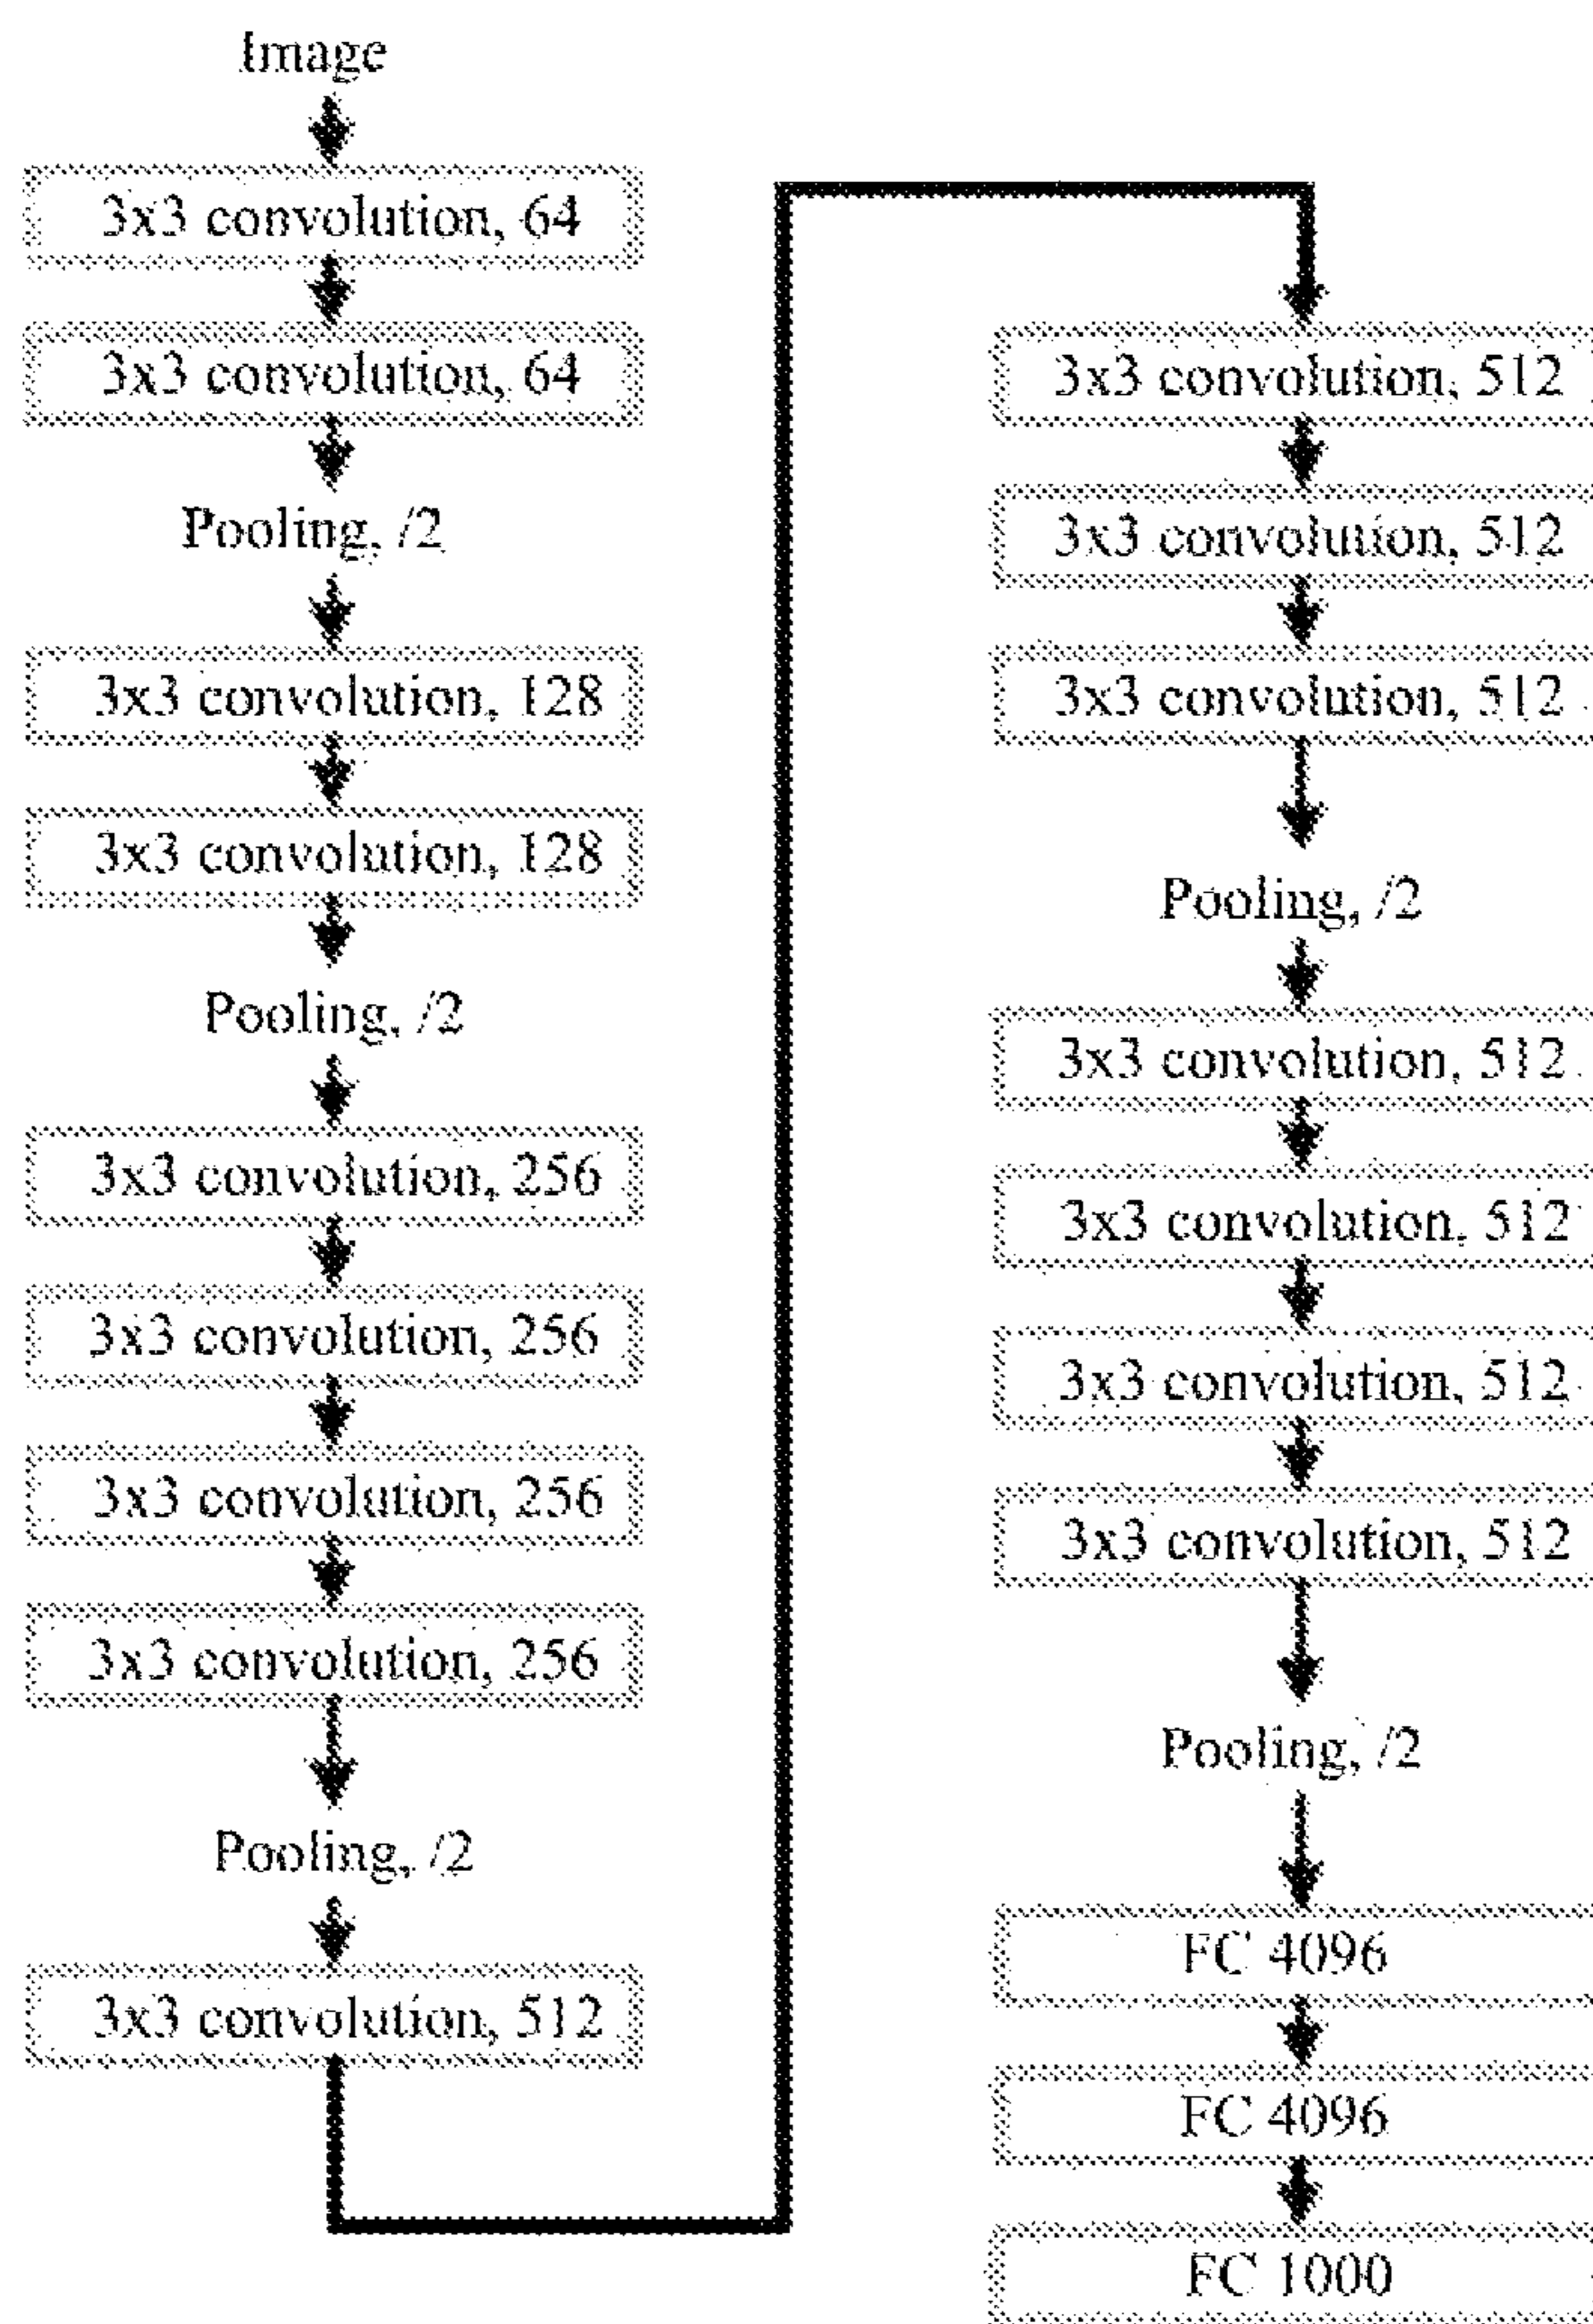 Image
3x3 convolution, 64
3x3 convolution, 64
Pooling, /2
3x3 convolution, 128
3x3 convolution, 128
Pooling, /2
3x3 convolution, 256
3x3 convolution, 256
3x3 convolution, 256
3x3 convolution, 256
Pooling, /2
3x3 convolution, 512
3x3 convolution, 512
3x3 convolution, 512
3x3 convolution, 512
Pooling, /2
3x3 convolution, 512
3x3 convolution, 512
3x3 convolution, 512
3x3 convolution, 512
Pooling, /2
FC 4096
FC 4096
FC 1000